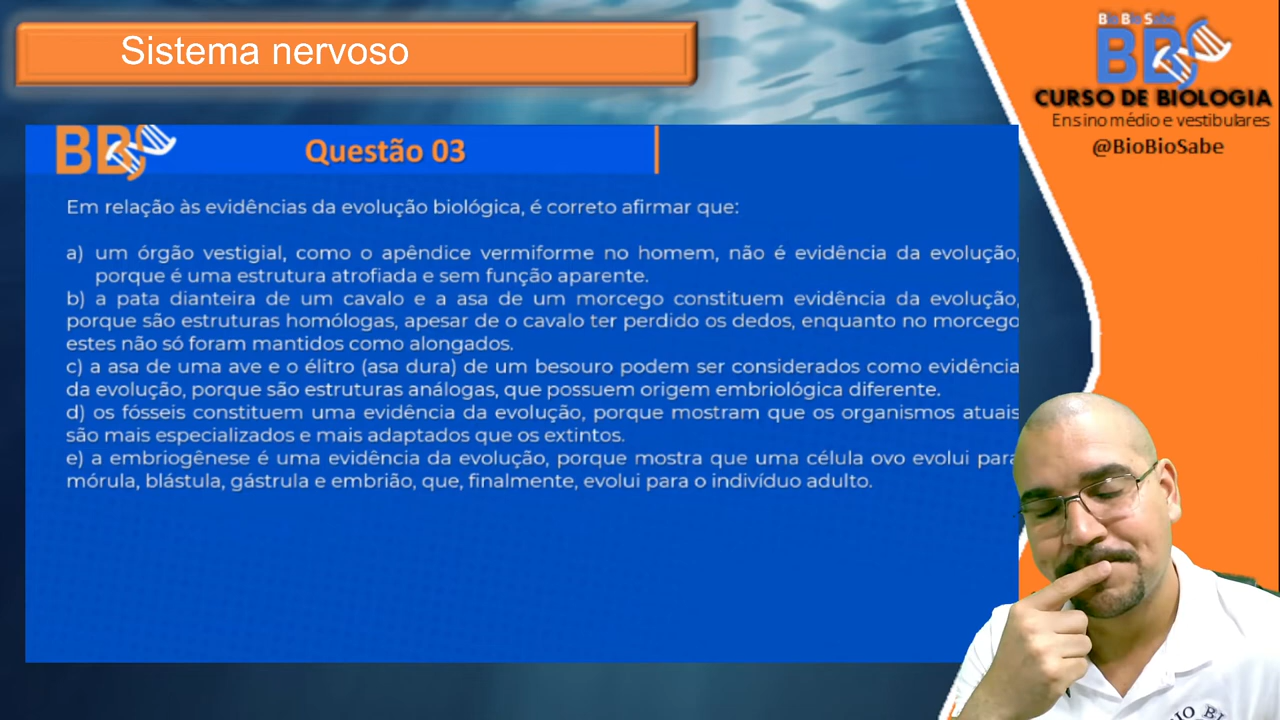 Sistema nervoso
Bio Bio Sabe
BBS
CURSO DE BIOLOGIA
Ensino médio e vestibulares
@BioBioSabe
BBS
Questão 03
Em relação às evidências da evolução biológica, é correto afirmar que:
a) um órgão vestigial, como o apêndice vermiforme no homem, não é evidência da evolução,
porque é uma estrutura atrofiada e sem função aparente.
b) a pata dianteira de um cavalo e a asa de um morcego constituem evidência da evolução,
porque são estruturas homólogas, apesar de o cavalo ter perdido os dedos, enquanto no morcego
estes não só foram mantidos como alongados.
c) a asa de uma ave e o élitro (asa dura) de um besouro podem ser considerados como evidência
da evolução, porque são estruturas análogas, que possuem origem embriológica diferente.
d) os fósseis constituem uma evidência da evolução, porque mostram que os organismos atuais
são mais especializados e mais adaptados que os extintos.
e) a embriogênese é uma evidência da evolução, porque mostra que uma célula ovo evolui para
mórula, blástula, gástrula e embrião, que, finalmente, evolui para o indivíduo adulto.